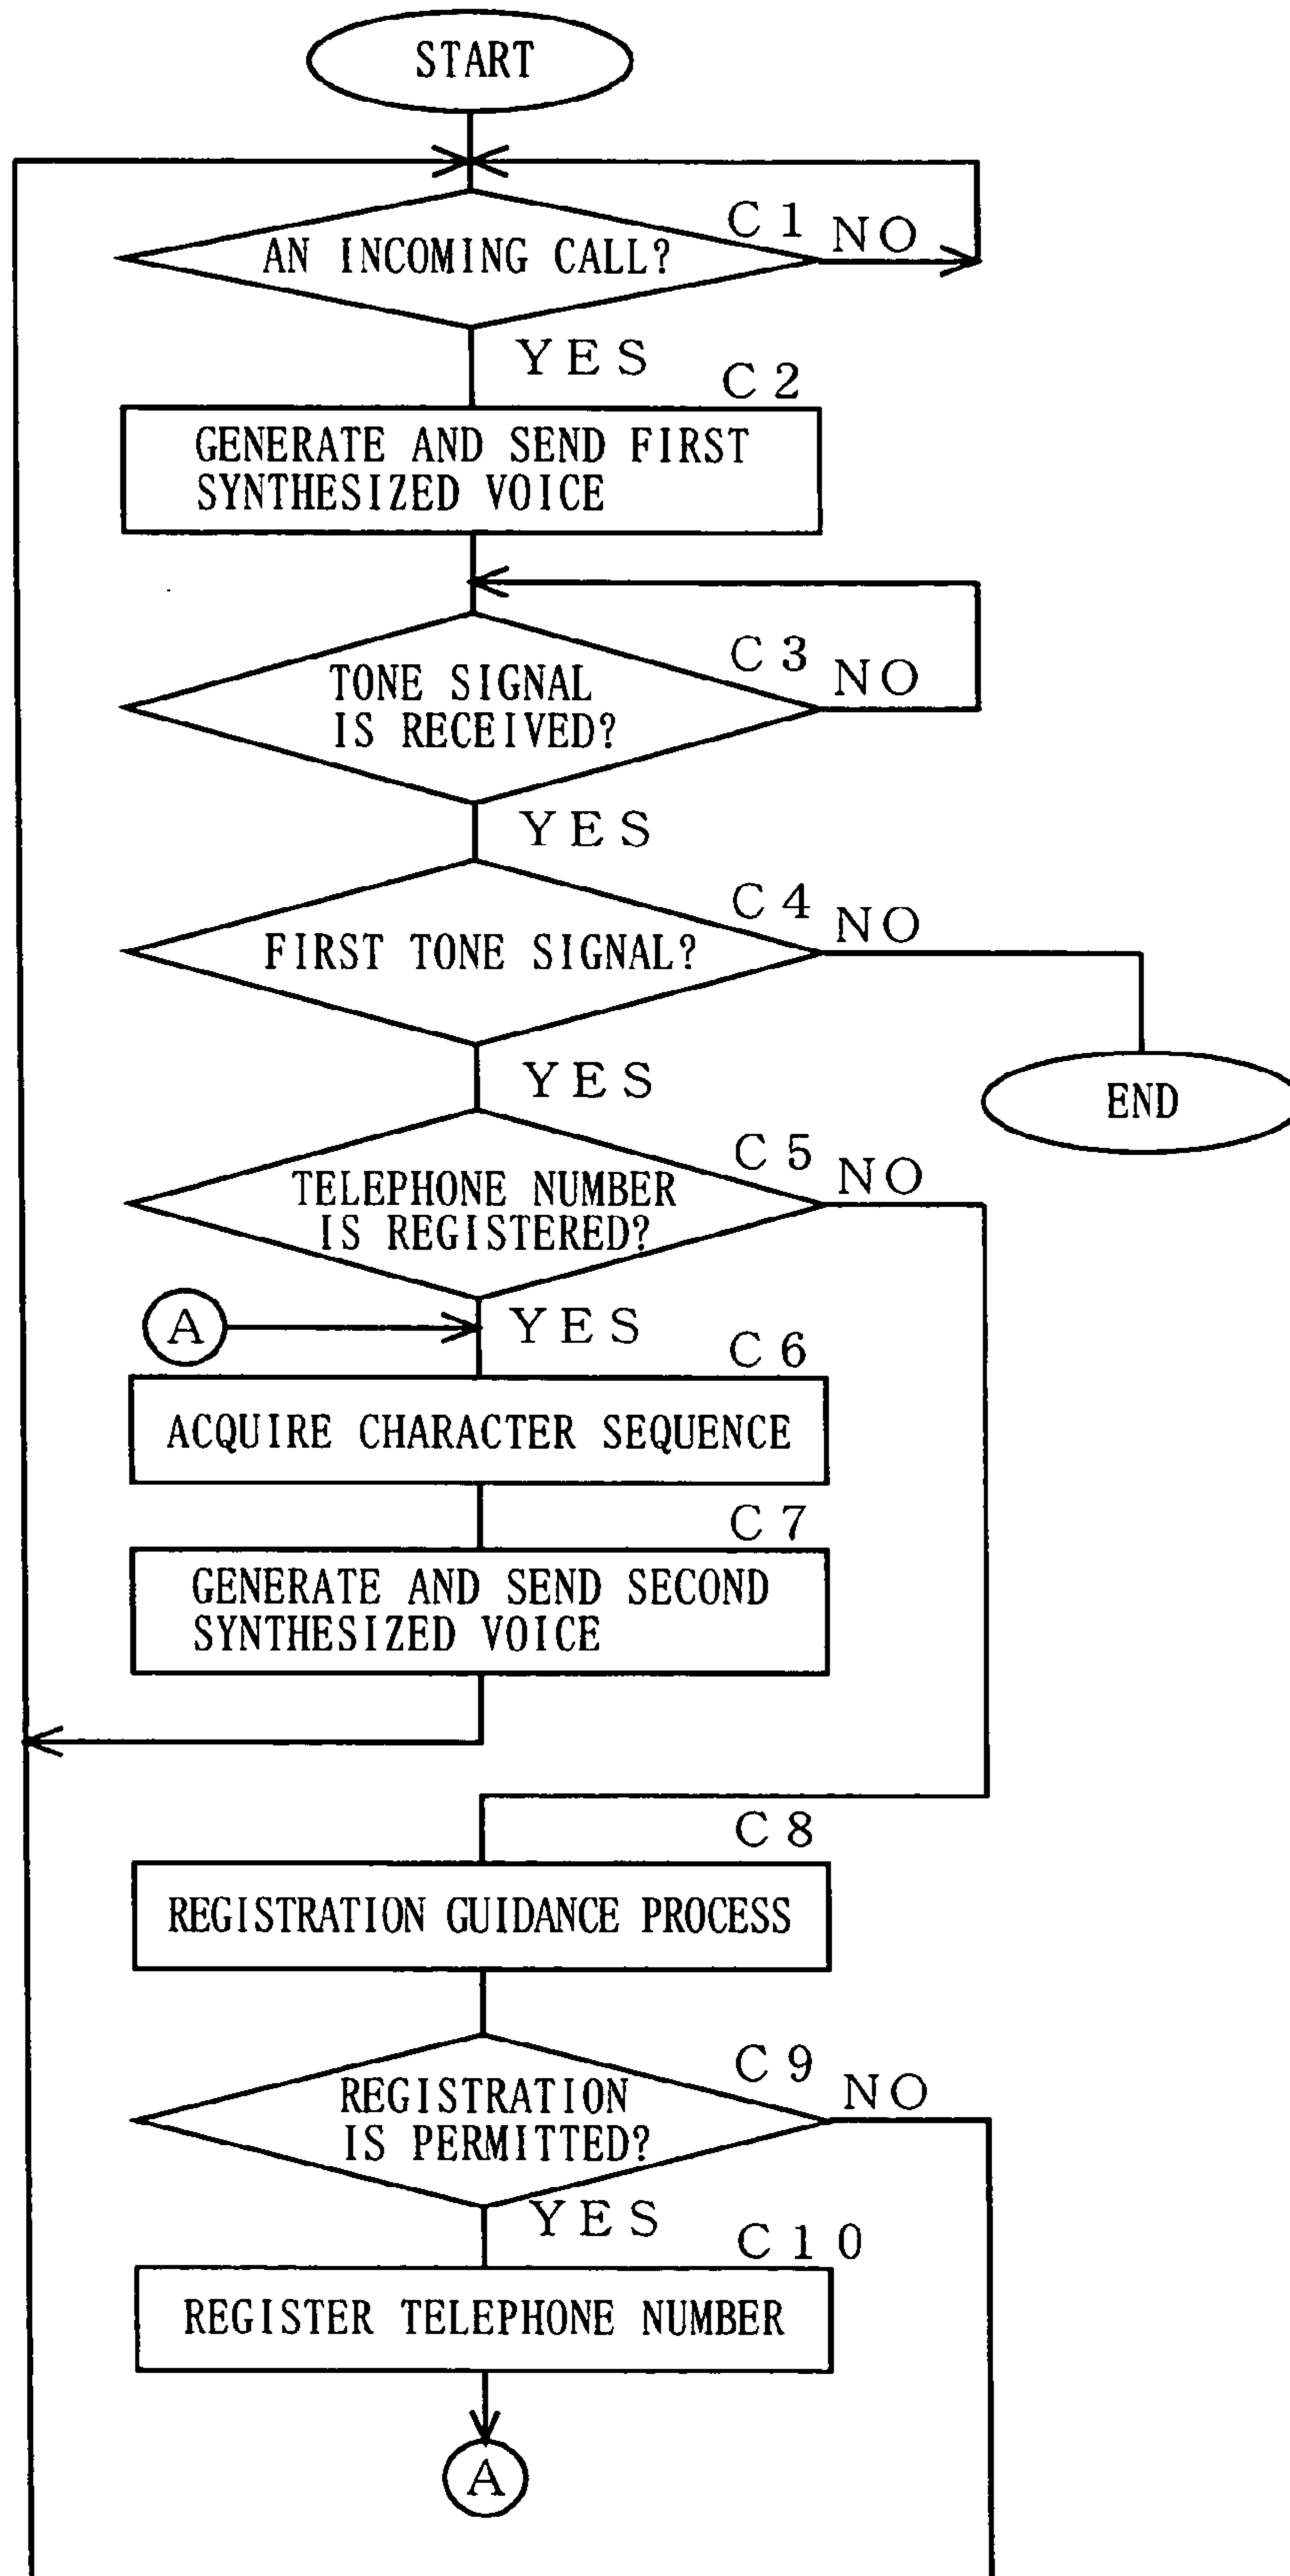 START
C1 NO
AN INCOMING CALL?
YES
C2
GENERATE AND SEND FIRST
SYNTHESIZED VOICE
C3 NO
TONE SIGNAL
IS RECEIVED?
YES
C4 NO
FIRST TONE SIGNAL?
YES
END
C5 NO
TELEPHONE NUMBER
IS REGISTERED?
A YES
C6
ACQUIRE CHARACTER SEQUENCE
C7
GENERATE AND SEND SECOND
SYNTHESIZED VOICE
C8
REGISTRATION GUIDANCE PROCESS
C9 NO
REGISTRATION
IS PERMITTED?
YES
C10
REGISTER TELEPHONE NUMBER
A